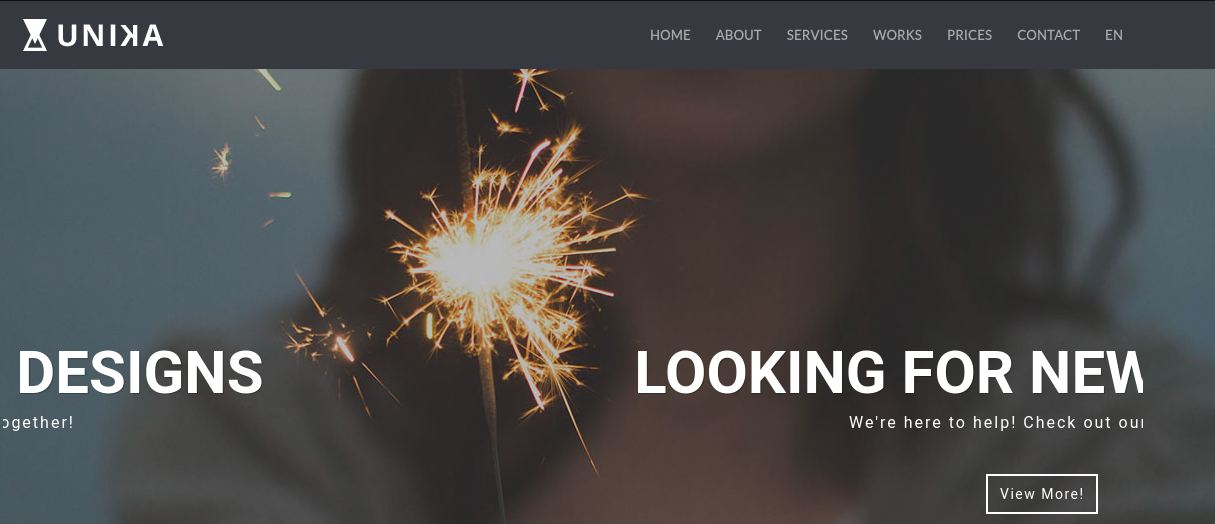 UNIKA
HOME ABOUT SERVICES WORKS PRICES CONTACT EN
DESIGNS
LOOKING FOR NEW
ogether!
We're here to help! Check out our
View More!